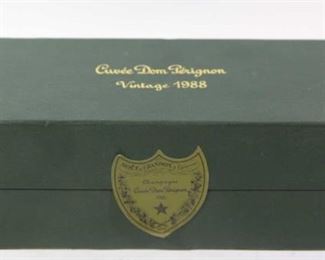 Cuvée Dom Pérignon
Vintage 1988
Champagne
Cuvée Dom Pérignon